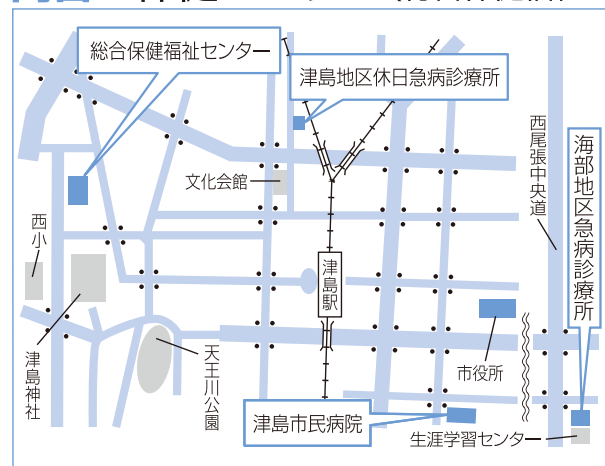 総合保健福祉センター
津島地区休日急病診療所
西尾張中央道
海部地区急病診療所
文化会館
西小
津島駅
津島神社
天王川公園
市役所
津島市民病院
生涯学習センター